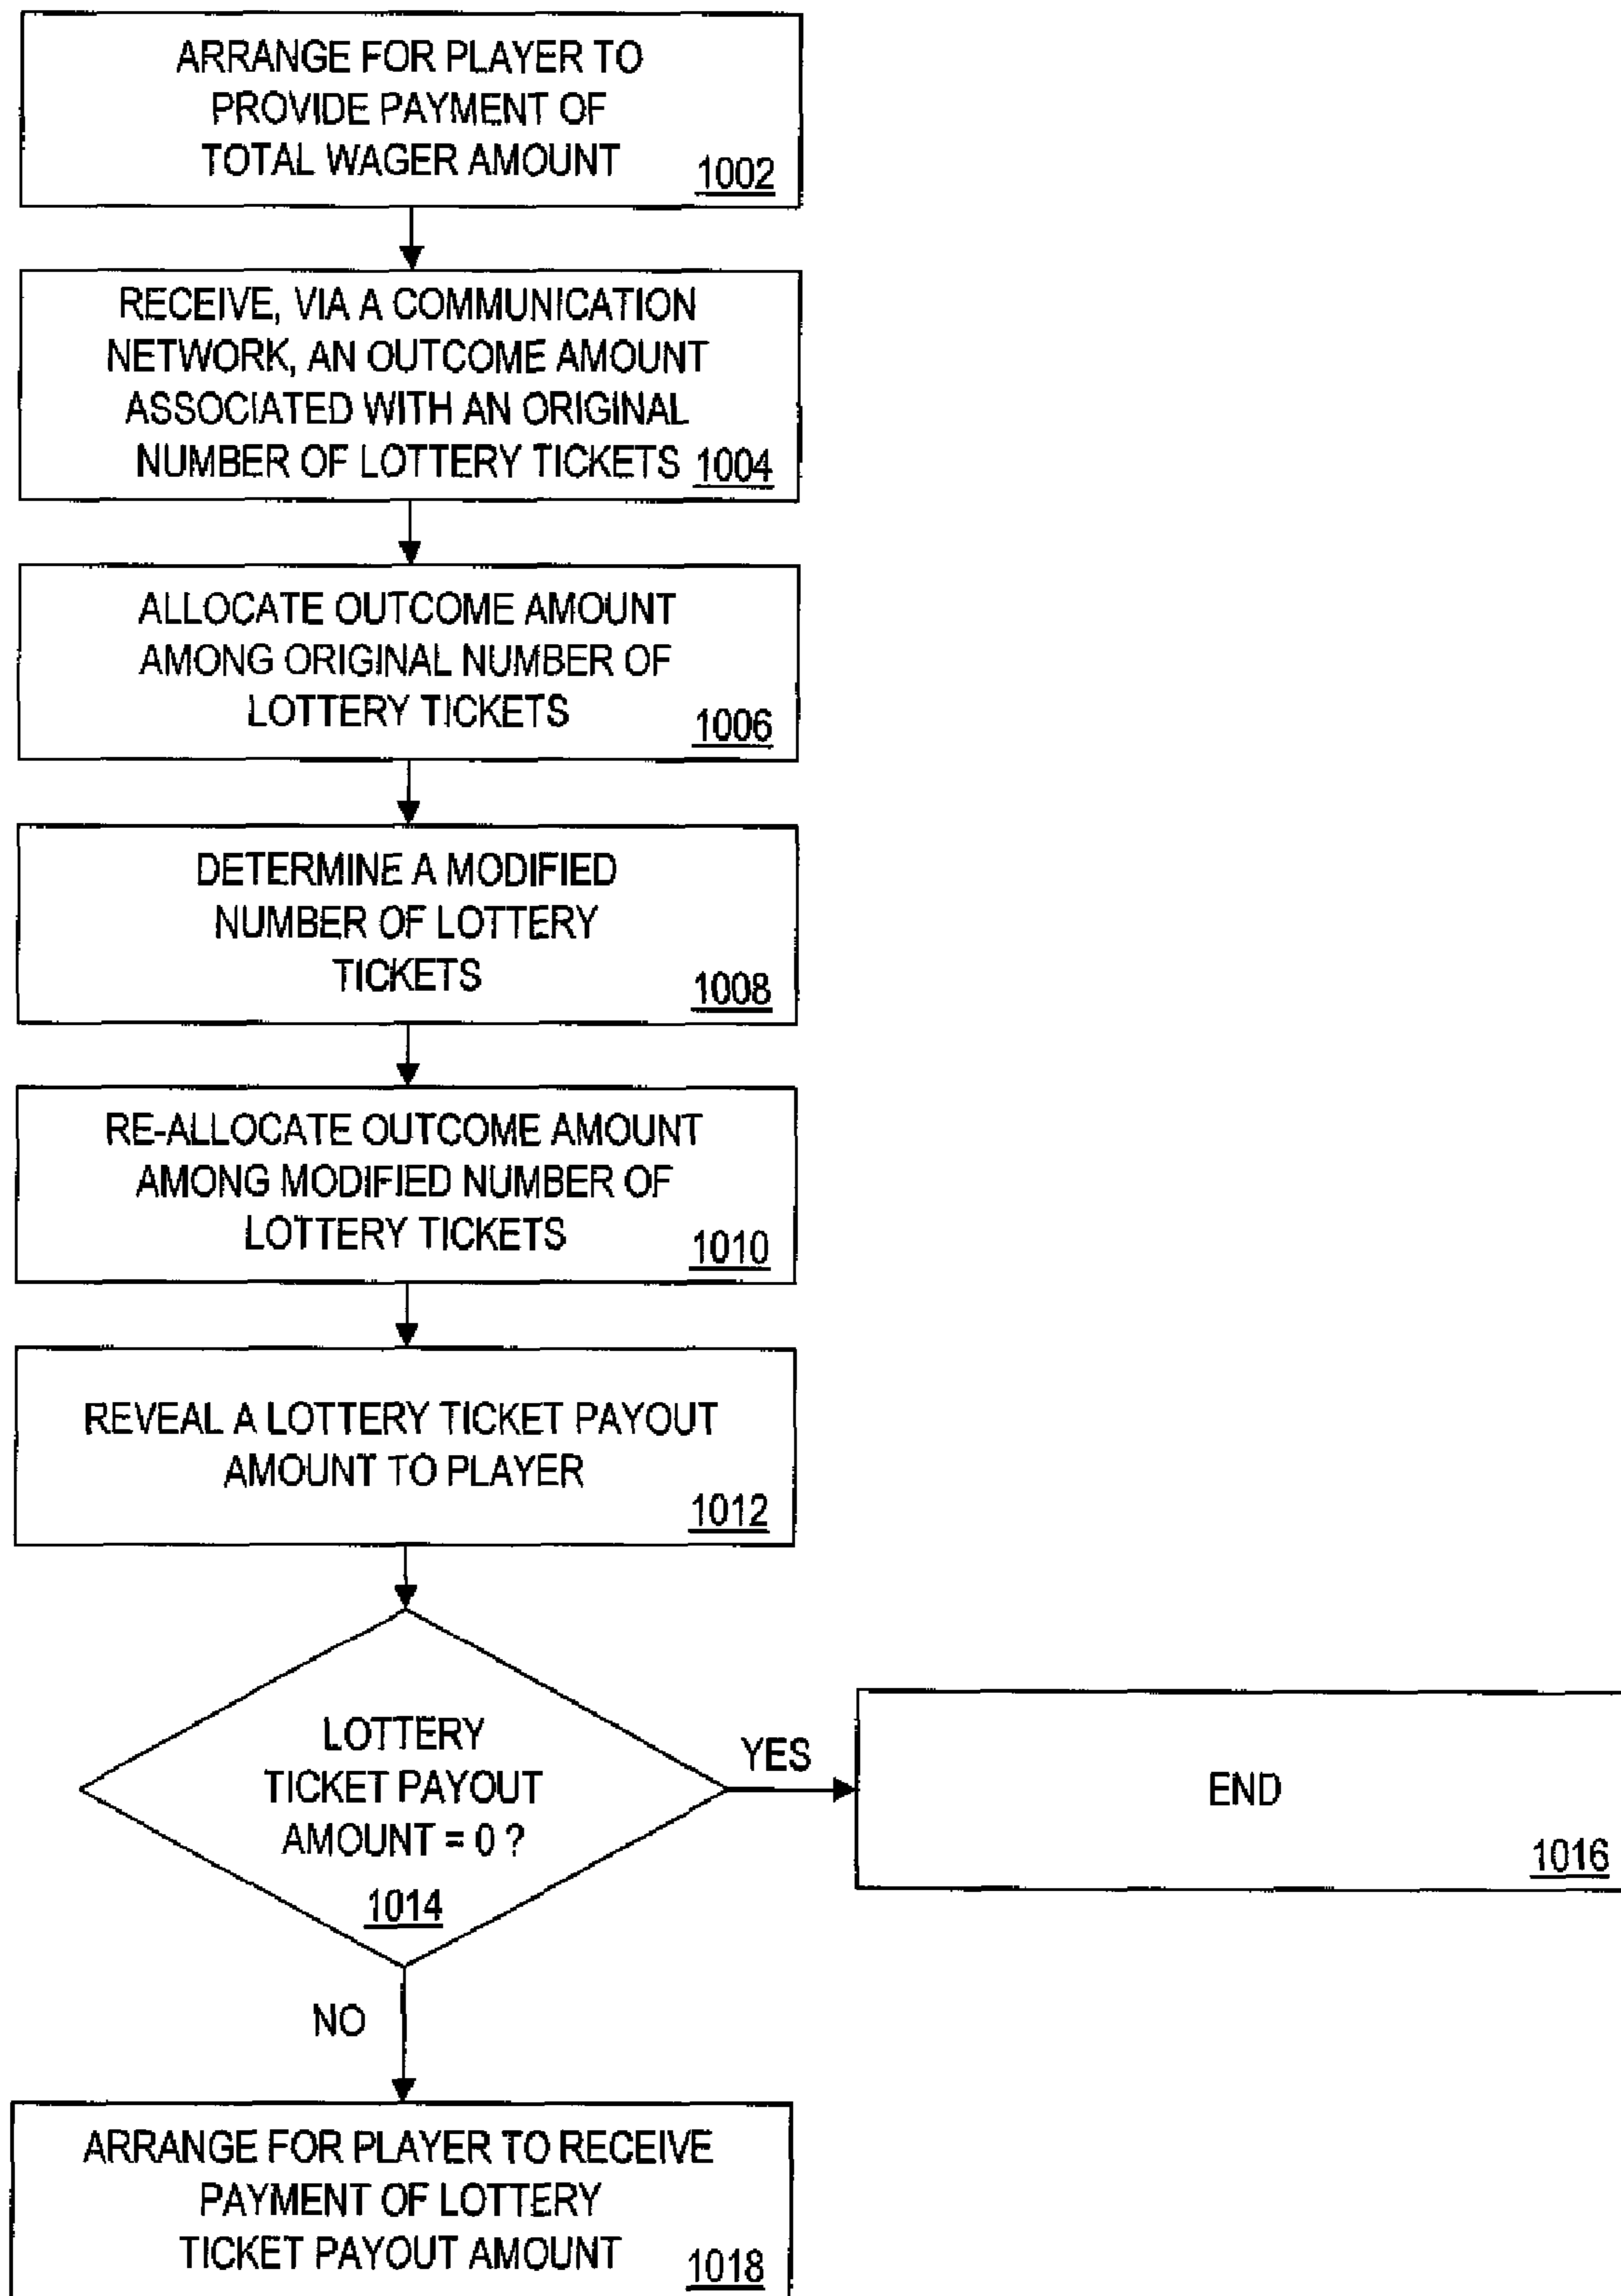 ARRANGE FOR PLAYER TO
PROVIDE PAYMENT OF
TOTAL WAGER AMOUNT
1002
RECEIVE, VIA A COMMUNICATION
NETWORK, AN OUTCOME AMOUNT
ASSOCIATED WITH AN ORIGINAL
NUMBER OF LOTTERY TICKETS 1004
ALLOCATE OUTCOME AMOUNT
AMONG ORIGINAL NUMBER OF
LOTTERY TICKETS
1006
DETERMINE A MODIFIED
NUMBER OF LOTTERY
TICKETS
1008
RE-ALLOCATE OUTCOME AMOUNT
AMONG MODIFIED NUMBER OF
LOTTERY TICKETS
1010
REVEAL A LOTTERY TICKET PAYOUT
AMOUNT TO PLAYER
1012
LOTTERY
TICKET PAYOUT
AMOUNT = 0 ?
1014
YES
END
1016
NO
ARRANGE FOR PLAYER TO RECEIVE
PAYMENT OF LOTTERY
TICKET PAYOUT AMOUNT
1018